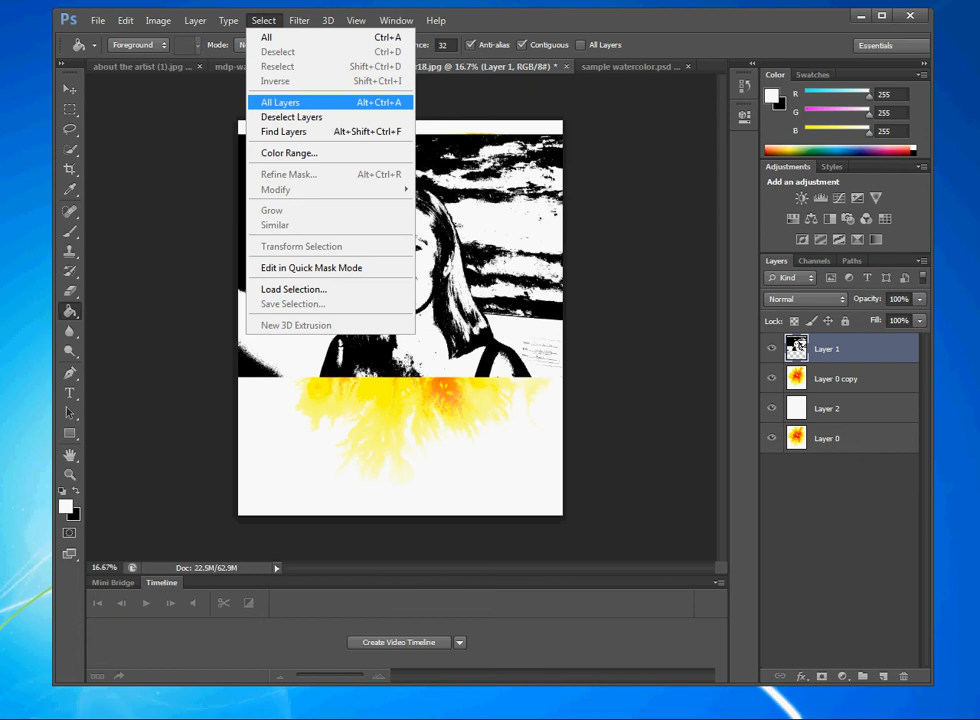 Ps File Edit Image Layer Type Select Filter 3D View Window Help
Foreground Mode: 32 Anti-alias Contiguous All Layers Essentials
about the artist (1).jpg ... × 18.jpg @ 16.7% (Layer 1, RGB/8#) * × sample watercolor.psd ... ×
All Ctrl+A
Deselect Ctrl+D
Reselect Shift+Ctrl+D
Inverse Shift+Ctrl+I
All Layers Alt+Ctrl+A
Deselect Layers
Find Layers Alt+Shift+Ctrl+F
Color Range...
Refine Mask... Alt+Ctrl+R
Modify
Grow
Similar
Transform Selection
Edit in Quick Mask Mode
Load Selection...
Save Selection...
New 3D Extrusion
Color Swatches
R 255
G 255
B 255
Adjustments Styles
Add an adjustment
Layers Channels Paths
Kind
Normal Opacity: 100%
Lock: Fill: 100%
Layer 1
Layer 0 copy
Layer 2
Layer 0
16.67% Doc: 22.5M/62.9M
Mini Bridge Timeline
Create Video Timeline